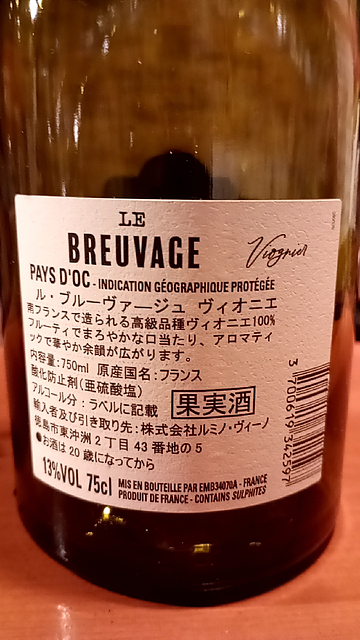 LE
BREUVAGE
Viognier
PAYS D'OC - INDICATION GÉOGRAPHIQUE PROTÉGÉE
ル・ブルーヴァージュ ヴィオニエ
南フランスで造られる高級品種ヴィオニエ100%
フルーティでまろやかな口当たり、アロマティ
ックで華やか余韻が広がります。
内容量:750ml 原産国名:フランス
酸化防止剤(亜硫酸塩)
アルコール分:ラベルに記載
果実酒
輸入者及び引き取り先:株式会社ルミノ・ヴィーノ
徳島市東沖洲2丁目43番地の5
●お酒は20歳になってから
13%VOL 75cl
MIS EN BOUTEILLE PAR EMB34070A - FRANCE
PRODUIT DE FRANCE - CONTAINS SULPHITES
3 700619 342597